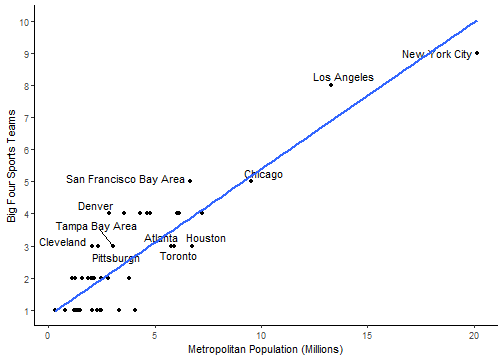 10
9
8
7
6
5
4
3
2
1
Big Four Sports Teams
New York City
Los Angeles
San Francisco Bay Area
Chicago
Denver
Tampa Bay Area
Cleveland
Atlanta
Houston
Pittsburgh
Toronto
0
5
10
15
20
Metropolitan Population (Millions)